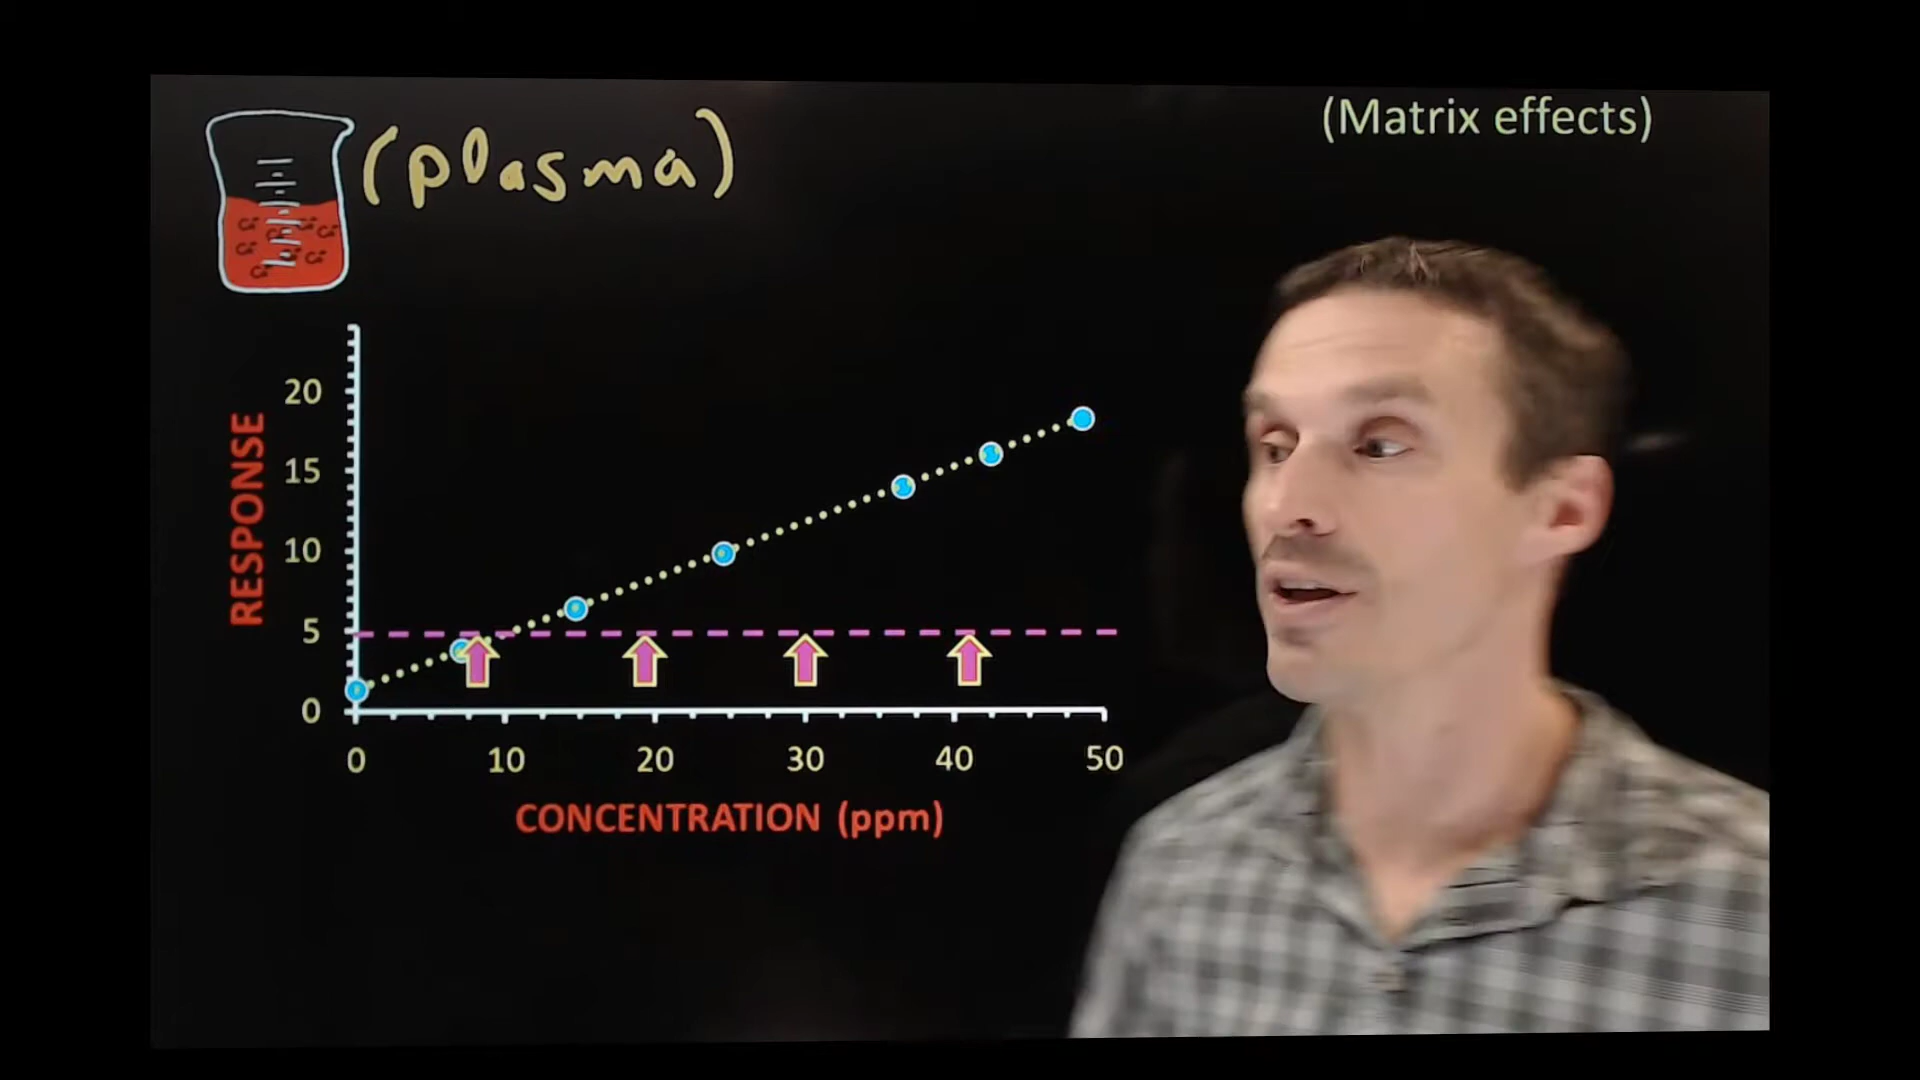 (plasma)
(Matrix effects)
RESPONSE
20
15
10
5
0
0 10 20 30 40 50
CONCENTRATION (ppm)